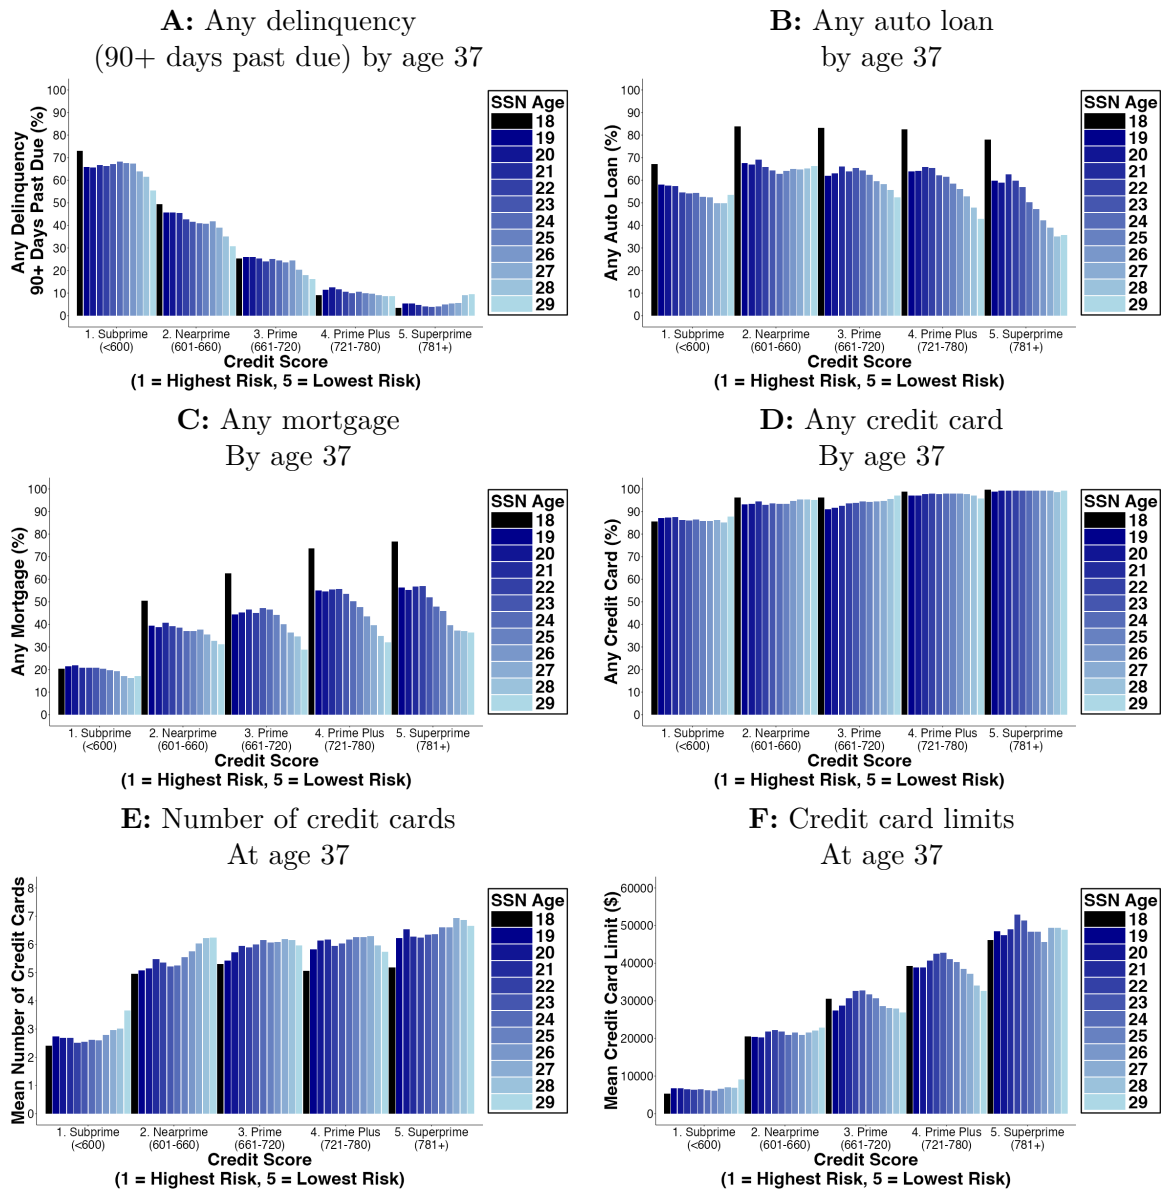 A: Any delinquency
(90+ days past due) by age 37
Any Delinquency
90+ Days Past Due (%)
100
90
80
70
60
50
40
30
20
10
0
1. Subprime
(<600)
2. Nearprime
(601-660)
3. Prime
(661-720)
4. Prime Plus
(721-780)
5. Superprime
(781+)
Credit Score
(1 = Highest Risk, 5 = Lowest Risk)
SSN Age
18
19
20
21
22
23
24
25
26
27
28
29
B: Any auto loan
by age 37
Any Auto Loan (%)
100
90
80
70
60
50
40
30
20
10
0
1. Subprime
(<600)
2. Nearprime
(601-660)
3. Prime
(661-720)
4. Prime Plus
(721-780)
5. Superprime
(781+)
Credit Score
(1 = Highest Risk, 5 = Lowest Risk)
SSN Age
18
19
20
21
22
23
24
25
26
27
28
29
C: Any mortgage
By age 37
Any Mortgage (%)
100
90
80
70
60
50
40
30
20
10
0
1. Subprime
(<600)
2. Nearprime
(601-660)
3. Prime
(661-720)
4. Prime Plus
(721-780)
5. Superprime
(781+)
Credit Score
(1 = Highest Risk, 5 = Lowest Risk)
SSN Age
18
19
20
21
22
23
24
25
26
27
28
29
D: Any credit card
By age 37
Any Credit Card (%)
100
90
80
70
60
50
40
30
20
10
0
1. Subprime
(<600)
2. Nearprime
(601-660)
3. Prime
(661-720)
4. Prime Plus
(721-780)
5. Superprime
(781+)
Credit Score
(1 = Highest Risk, 5 = Lowest Risk)
SSN Age
18
19
20
21
22
23
24
25
26
27
28
29
E: Number of credit cards
At age 37
Mean Number of Credit Cards
8
7
6
5
4
3
2
1
0
1. Subprime
(<600)
2. Nearprime
(601-660)
3. Prime
(661-720)
4. Prime Plus
(721-780)
5. Superprime
(781+)
Credit Score
(1 = Highest Risk, 5 = Lowest Risk)
SSN Age
18
19
20
21
22
23
24
25
26
27
28
29
F: Credit card limits
At age 37
Mean Credit Card Limit ($)
60000
50000
40000
30000
20000
10000
0
1. Subprime
(<600)
2. Nearprime
(601-660)
3. Prime
(661-720)
4. Prime Plus
(721-780)
5. Superprime
(781+)
Credit Score
(1 = Highest Risk, 5 = Lowest Risk)
SSN Age
18
19
20
21
22
23
24
25
26
27
28
29